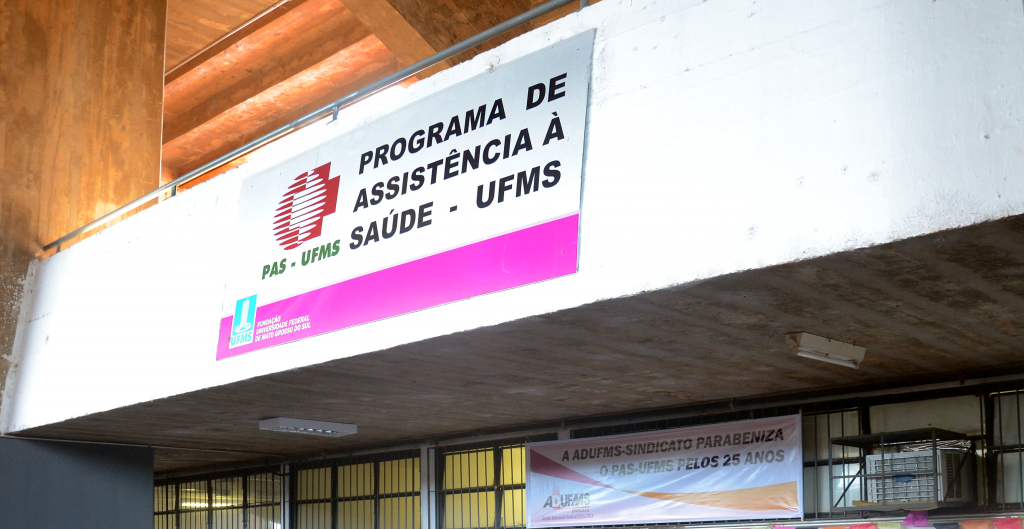 PROGRAMA DE
ASSISTÊNCIA À
SAÚDE - UFMS
PAS - UFMS
UFMS
FUNDAÇÃO
UNIVERSIDADE FEDERAL
DE MATO GROSSO DO SUL
A ADUFMS-SINDICATO PARABENIZA
O PAS-UFMS PELOS 25 ANOS
ADUFMS